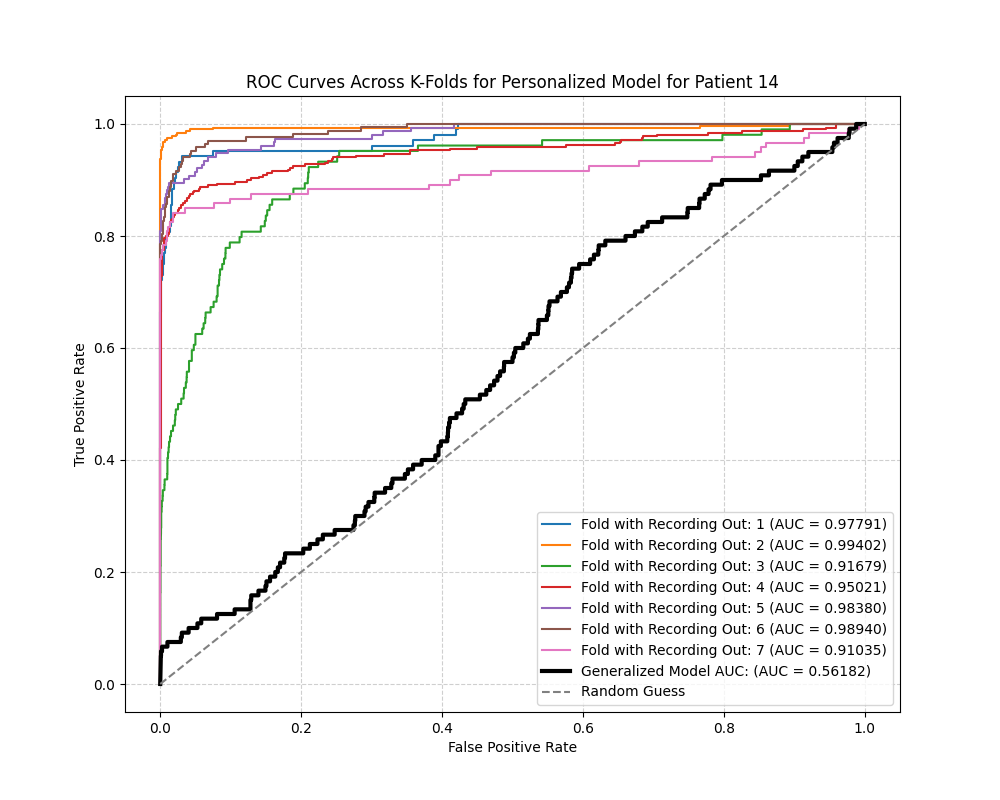 ROC Curves Across K-Folds for Personalized Model for Patient 14
True Positive Rate
1.0
0.8
0.6
0.4
0.2
0.0
Fold with Recording Out: 1 (AUC = 0.97791)
Fold with Recording Out: 2 (AUC = 0.99402)
Fold with Recording Out: 3 (AUC = 0.91679)
Fold with Recording Out: 4 (AUC = 0.95021)
Fold with Recording Out: 5 (AUC = 0.98380)
Fold with Recording Out: 6 (AUC = 0.98940)
Fold with Recording Out: 7 (AUC = 0.91035)
Generalized Model AUC: (AUC = 0.56182)
Random Guess
0.0 0.2 0.4 0.6 0.8 1.0
False Positive Rate